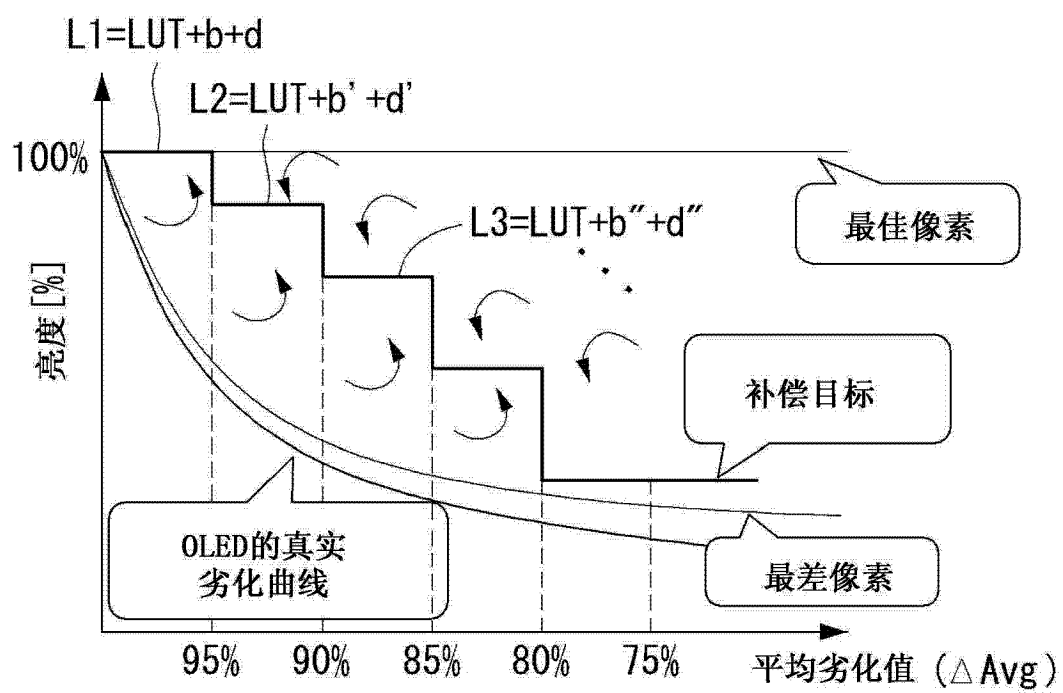 L1=LUT+b+d
L2=LUT+b'+d'
100%
L3=LUT+b"+d"
最佳像素
亮度[%]
补偿目标
OLED的真实
劣化曲线
最差像素
95%
90%
85%
80%
75%
平均劣化值 (△Avg)